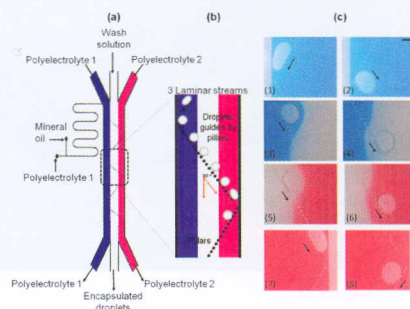 (a)
(b)
(c)
Wash
solution
Polyelectrolyte 1
Polyelectrolyte 2
3 Laminar streams
Mineral
oil
Polyelectrolyte 1
Droplets
guided by
pillars
Pillars
Polyelectrolyte 1
Polyelectrolyte 2
Encapsulated
droplets
(1)
(2)
(3)
(4)
(5)
(6)
(7)
(8)